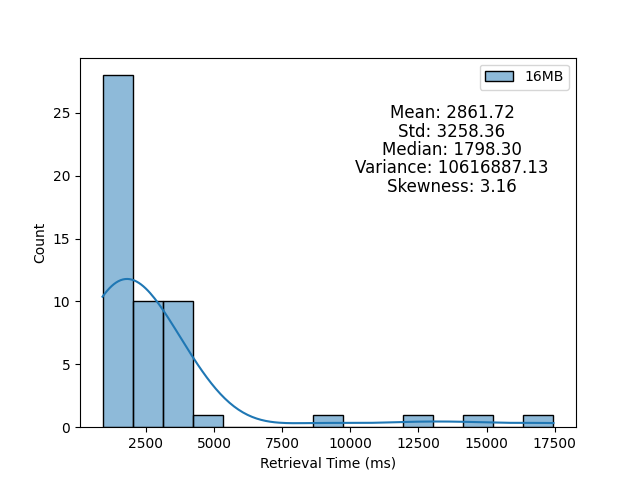 16MB
Mean: 2861.72
Std: 3258.36
Median: 1798.30
Variance: 10616887.13
Skewness: 3.16
Count
25
20
15
10
5
0
2500 5000 7500 10000 12500 15000 17500
Retrieval Time (ms)